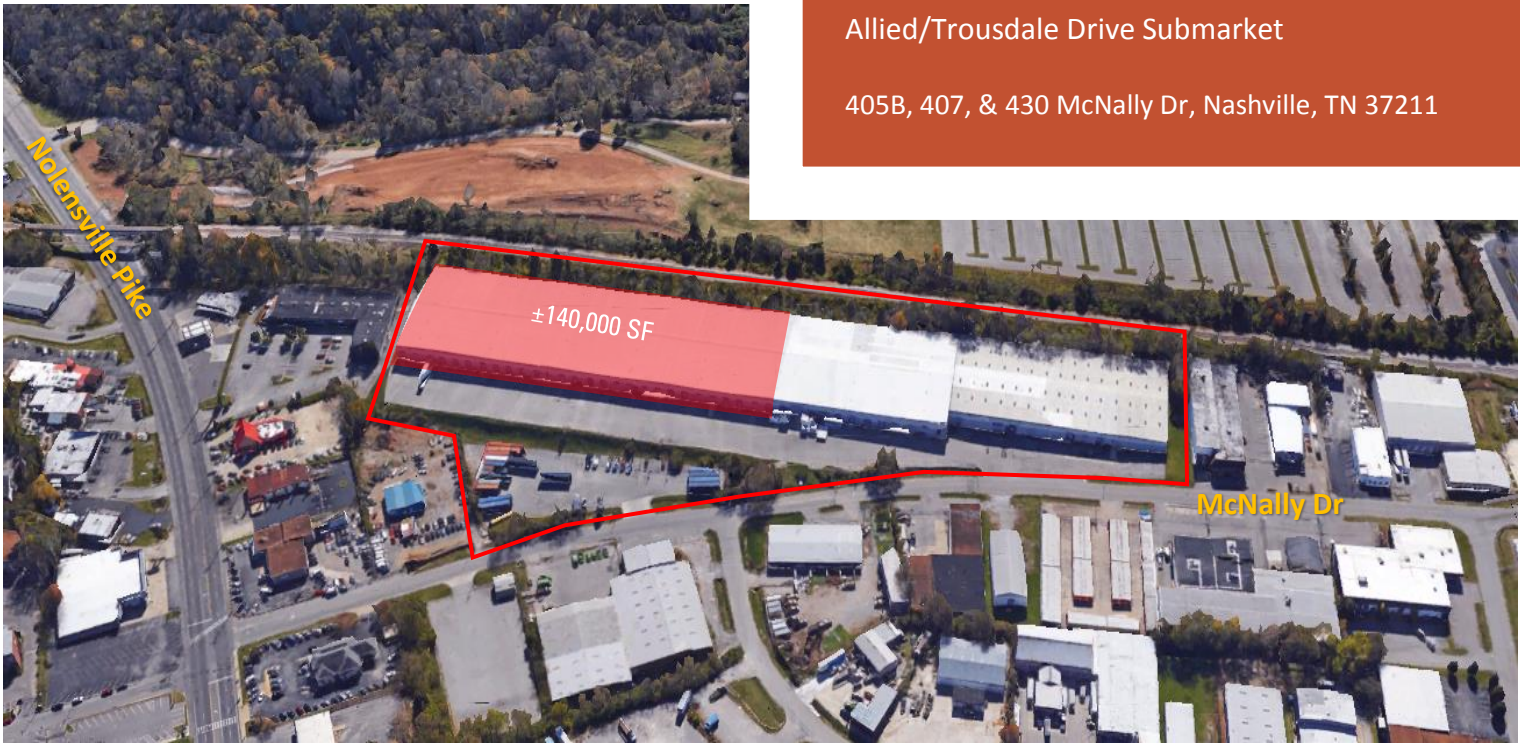 Allied/Trousdale Drive Submarket
405B, 407, & 430 McNally Dr, Nashville, TN 37211
Nolensville Pike
±140,000 SF
McNally Dr